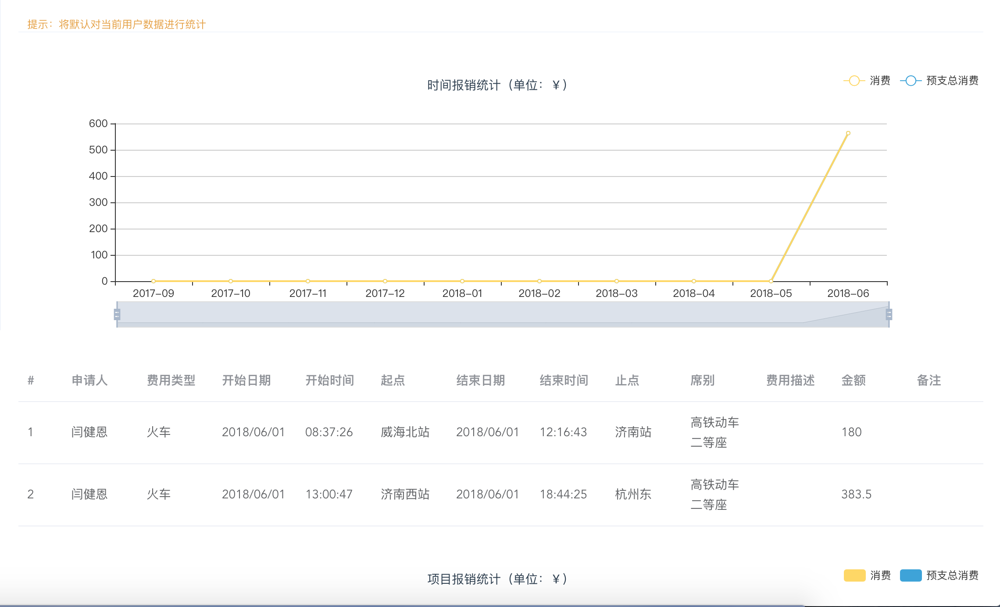 提示：将默认对当前用户数据进行统计
时间报销统计（单位：¥）
消费 预支总消费
600
500
400
300
200
100
0
2017-09 2017-10 2017-11 2017-12 2018-01 2018-02 2018-03 2018-04 2018-05 2018-06
# 申请人 费用类型 开始日期 开始时间 起点 结束日期 结束时间 止点 席别 费用描述 金额 备注
1 闫健恩 火车 2018/06/01 08:37:26 威海北站 2018/06/01 12:16:43 济南站 高铁动车 180
二等座
2 闫健恩 火车 2018/06/01 13:00:47 济南西站 2018/06/01 18:44:25 杭州东 高铁动车 383.5
二等座
项目报销统计（单位：¥）
消费 预支总消费